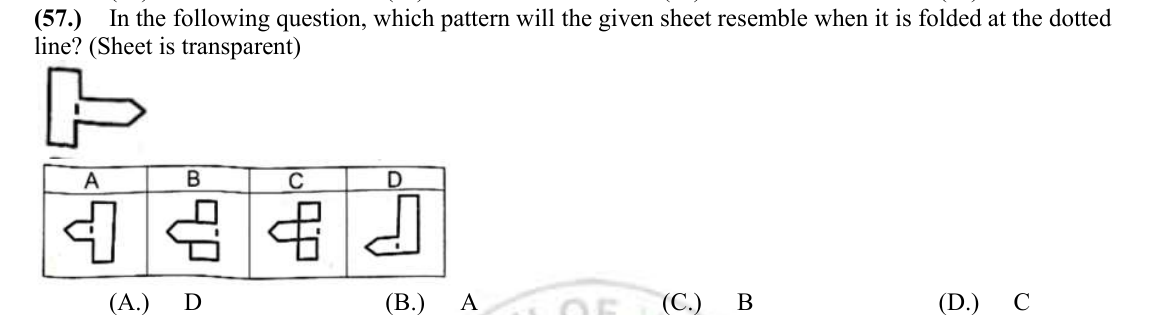 (57.) In the following question, which pattern will the given sheet resemble when it is folded at the dotted
line? (Sheet is transparent)
A B C D
(A.) D (B.) A (C.) B (D.) C